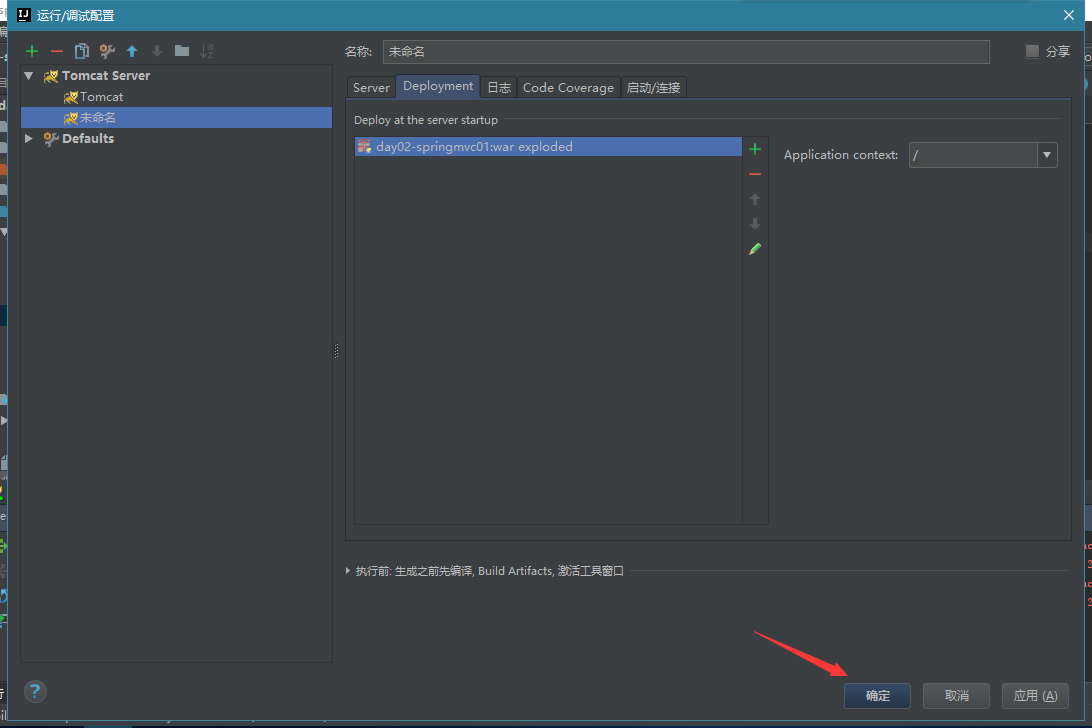 运行/调试配置
名称: 未命名 分享
Tomcat Server
Tomcat
未命名
Defaults
Server Deployment 日志 Code Coverage 启动/连接
Deploy at the server startup
day02-springmvc01:war exploded
Application context: /
执行前: 生成之前先编译, Build Artifacts, 激活工具窗口
? 确定 取消 应用 (A)